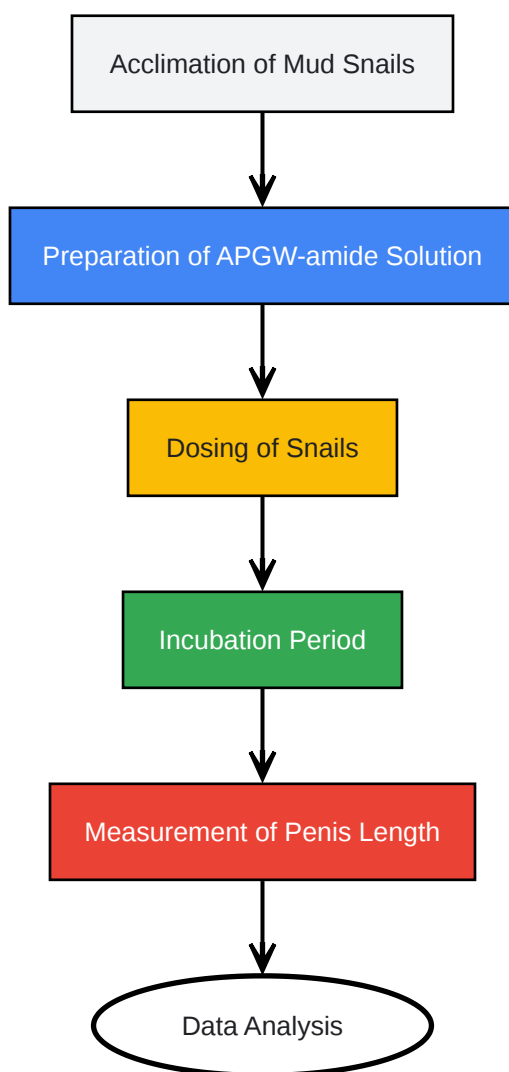 Acclimation of Mud Snails
Preparation of APGW-amide Solution
Dosing of Snails
Incubation Period
Measurement of Penis Length
Data Analysis